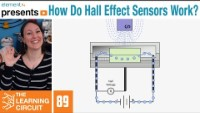 element14
presents
How Do Hall Effect Sensors Work?
THE
LEARNING
CIRCUIT
89